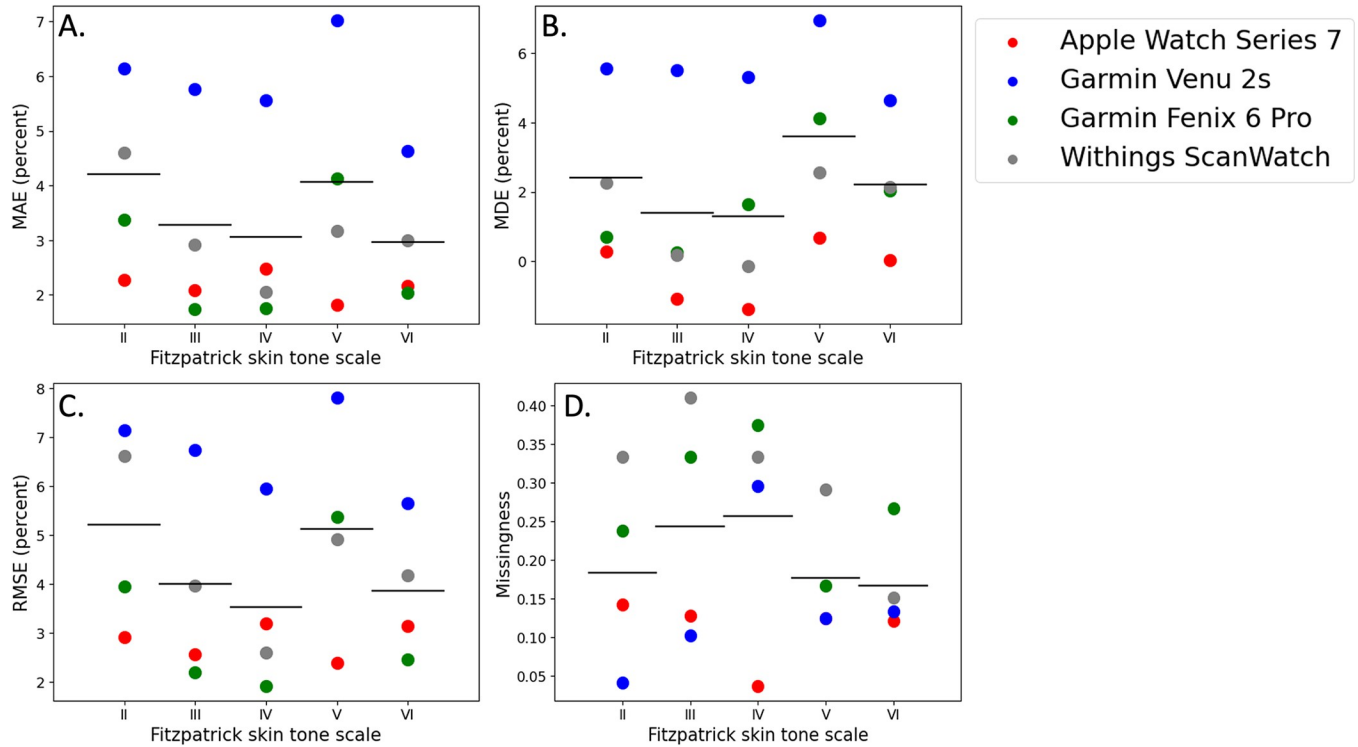 A.
7
6
5
4
3
2
MAE (percent)
II III IV V VI
Fitzpatrick skin tone scale
B.
6
4
2
0
MDE (percent)
II III IV V VI
Fitzpatrick skin tone scale
Apple Watch Series 7
Garmin Venu 2s
Garmin Fenix 6 Pro
Withings ScanWatch
C.
8
7
6
5
4
3
2
RMSE (percent)
II III IV V VI
Fitzpatrick skin tone scale
D.
0.40
0.35
0.30
0.25
0.20
0.15
0.10
0.05
Missingness
II III IV V VI
Fitzpatrick skin tone scale